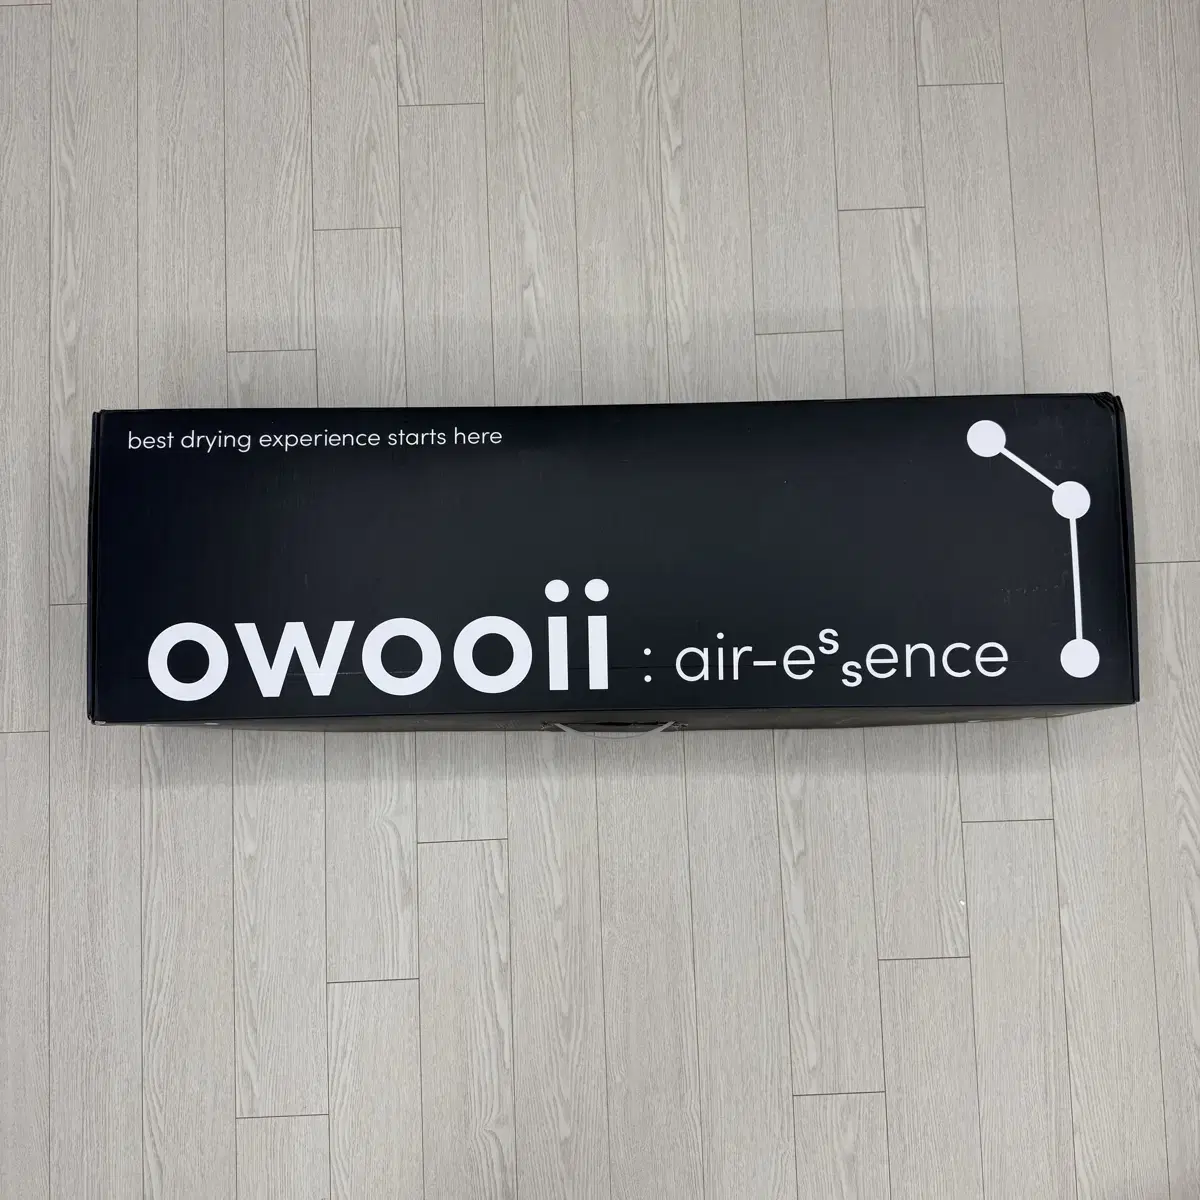 best drying experience starts here
owooii : air-essence